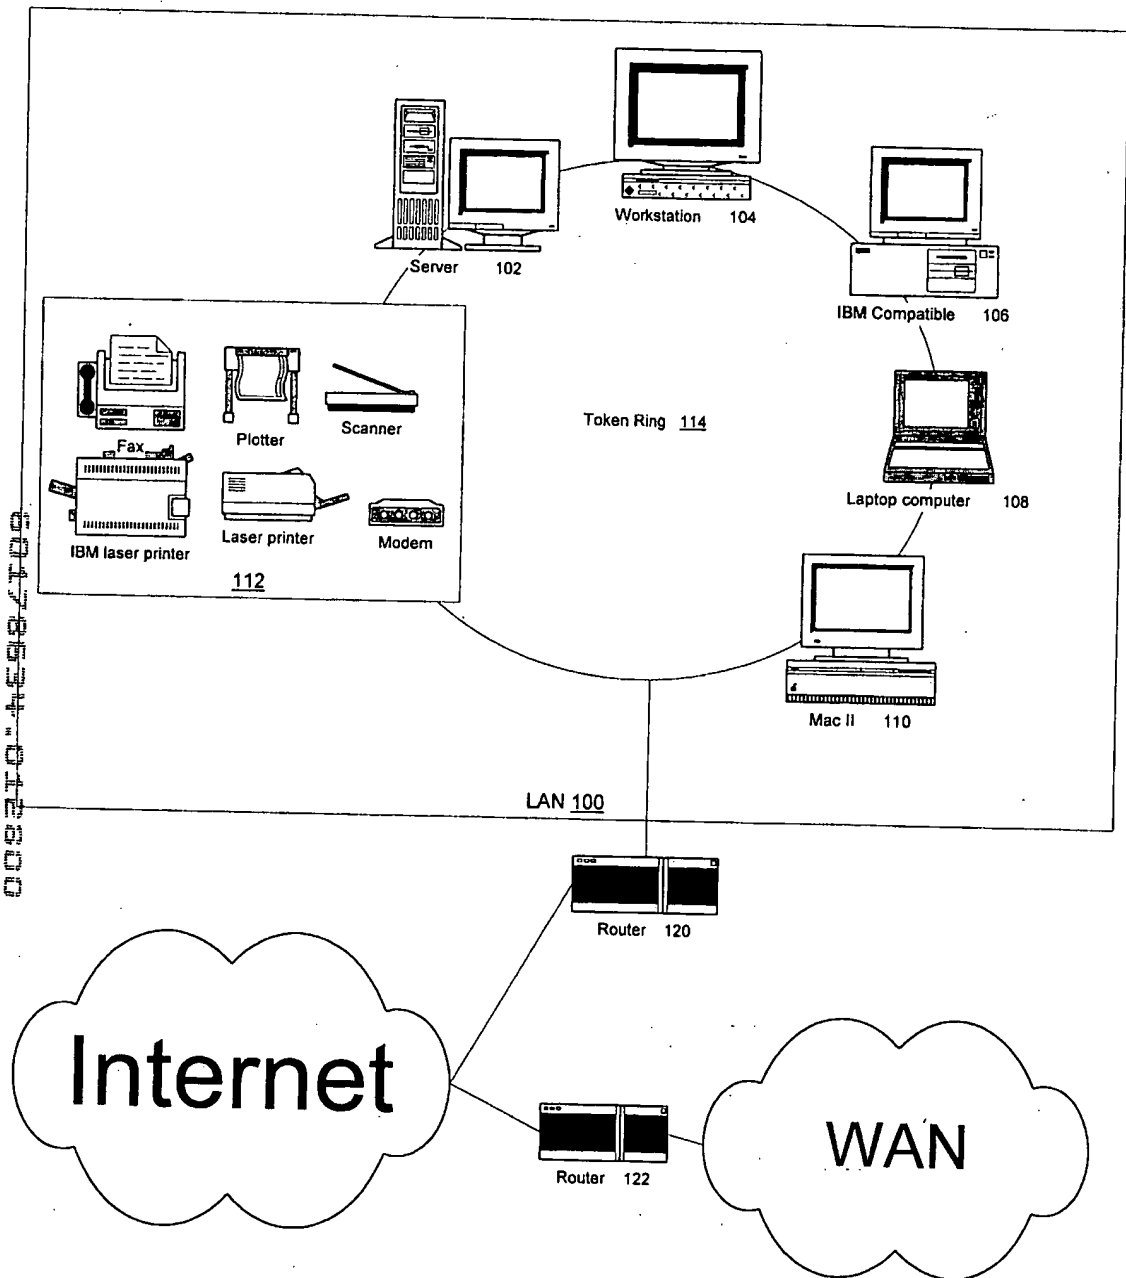 Workstation 104
Server 102
IBM Compatible 106
Fax
Plotter
Scanner
Token Ring 114
Laptop computer 108
IBM laser printer
Laser printer
Modem
112
Mac II 110
LAN 100
Router 120
Internet
Router 122
WAN